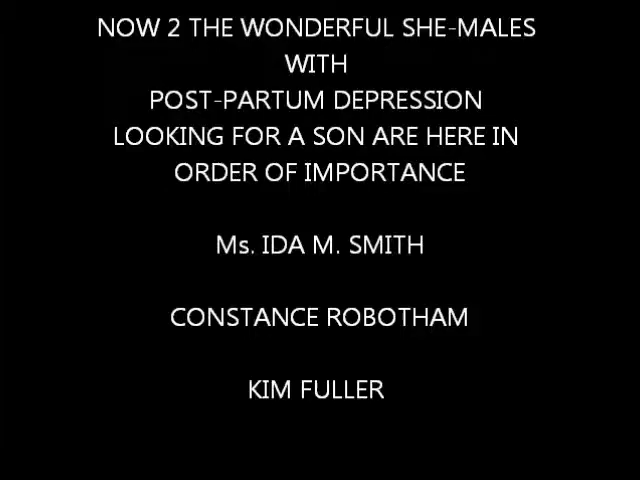 NOW 2 THE WONDERFUL SHE-MALES
WITH
POST-PARTUM DEPRESSION
LOOKING FOR A SON ARE HERE IN
ORDER OF IMPORTANCE
Ms. IDA M. SMITH
CONSTANCE ROBOTHAM
KIM FULLER